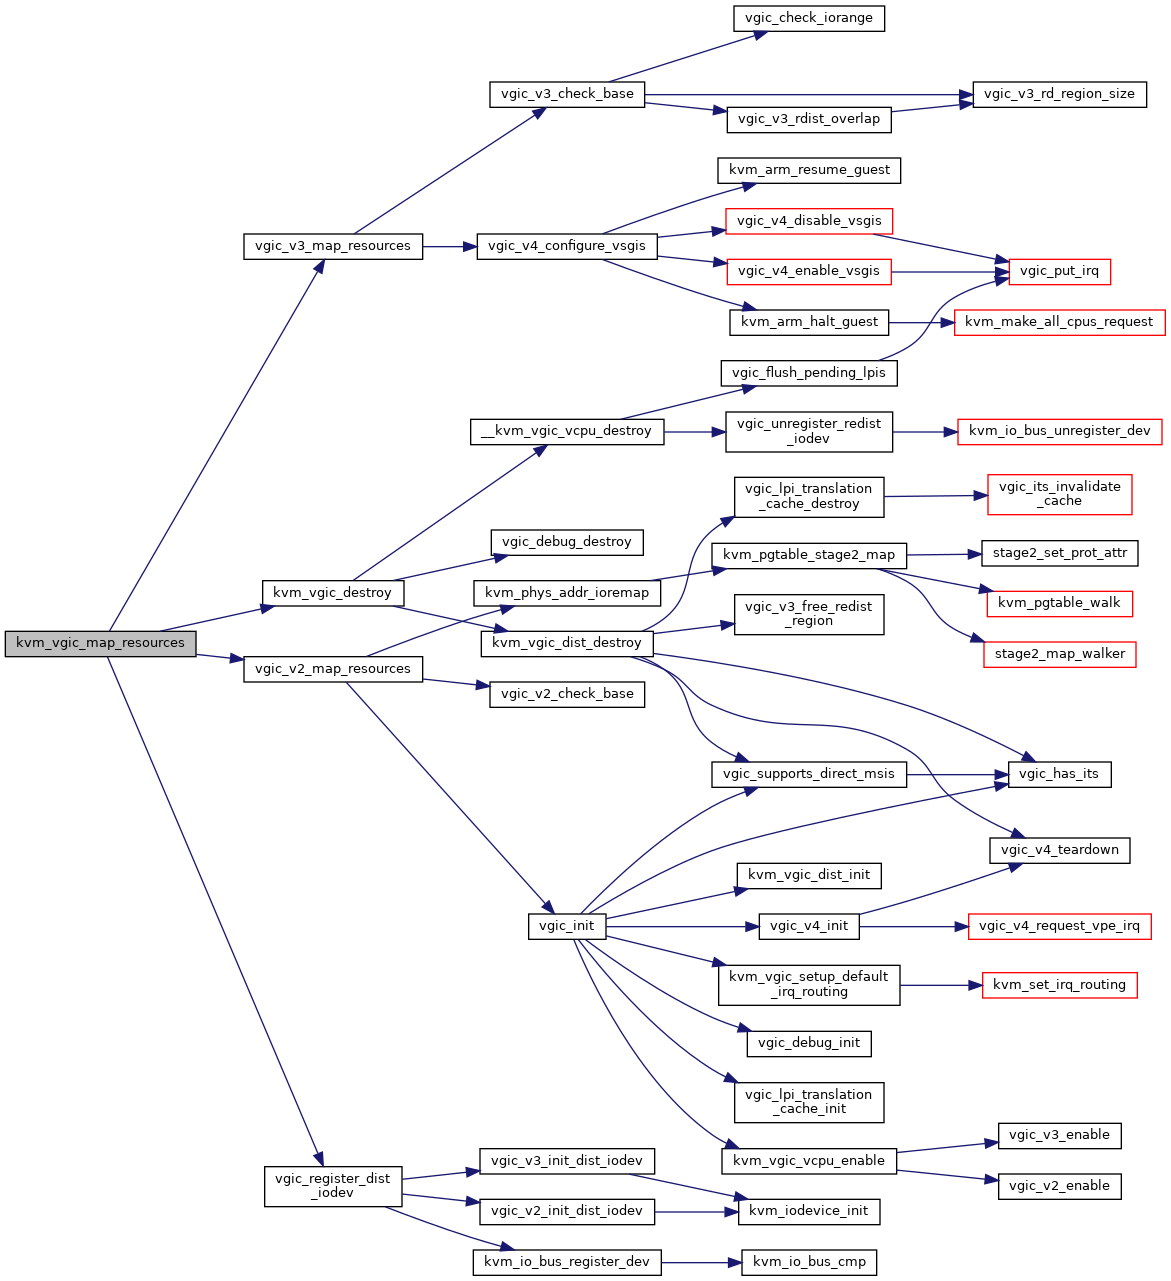 vgic_check_iorange
vgic_v3_check_base
vgic_v3_rd_region_size
vgic_v3_rdist_overlap
kvm_arm_resume_guest
vgic_v4_disable_vsgis
vgic_v3_map_resources
vgic_v4_configure_vsgis
vgic_v4_enable_vsgis
vgic_put_irq
kvm_arm_halt_guest
kvm_make_all_cpus_request
vgic_flush_pending_lpis
__kvm_vgic_vcpu_destroy
vgic_unregister_redist
_iodev
kvm_io_bus_unregister_dev
vgic_lpi_translation
_cache_destroy
vgic_its_invalidate
_cache
vgic_debug_destroy
kvm_pgtable_stage2_map
stage2_set_prot_attr
kvm_vgic_destroy
kvm_phys_addr_ioremap
vgic_v3_free_redist
_region
kvm_pgtable_walk
kvm_vgic_map_resources
kvm_vgic_dist_destroy
stage2_map_walker
vgic_v2_map_resources
vgic_v2_check_base
vgic_supports_direct_msis
vgic_has_its
vgic_v4_teardown
kvm_vgic_dist_init
vgic_init
vgic_v4_init
vgic_v4_request_vpe_irq
kvm_vgic_setup_default
_irq_routing
kvm_set_irq_routing
vgic_debug_init
vgic_lpi_translation
_cache_init
vgic_v3_enable
vgic_v3_init_dist_iodev
kvm_vgic_vcpu_enable
vgic_register_dist
_iodev
vgic_v2_enable
vgic_v2_init_dist_iodev
kvm_iodevice_init
kvm_io_bus_register_dev
kvm_io_bus_cmp